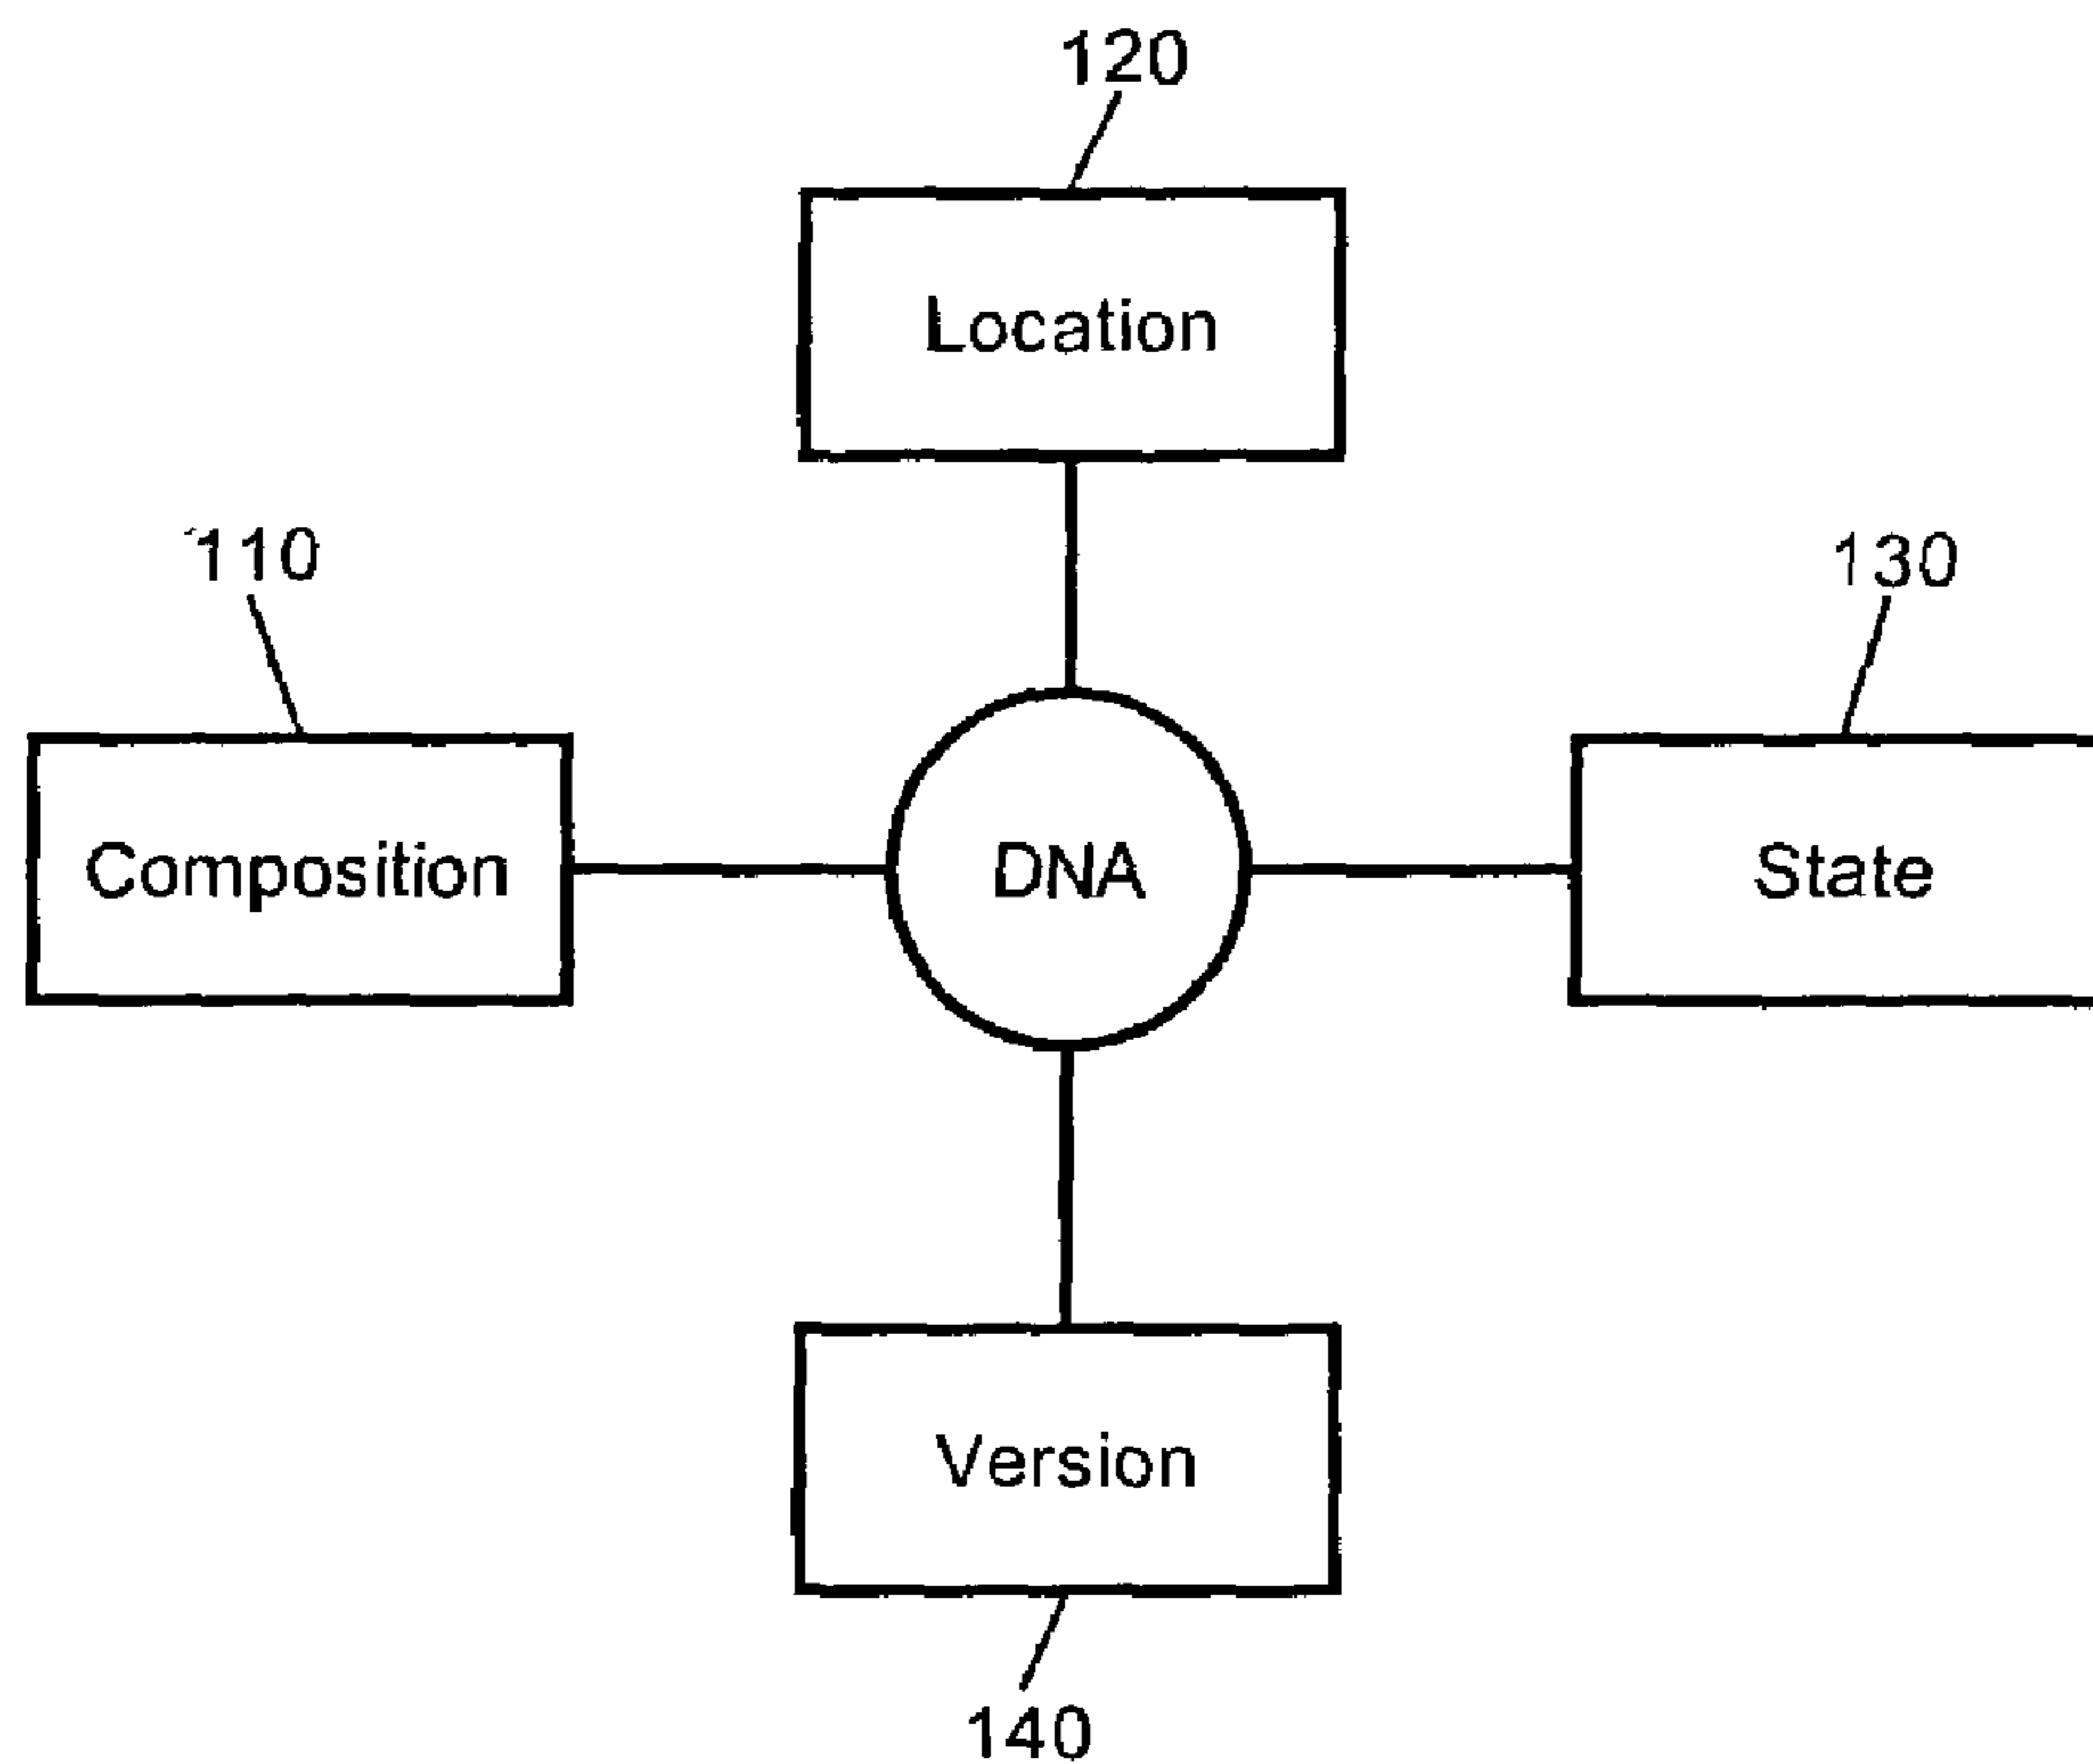 120
Location
110
130
Composition
DNA
State
Version
140